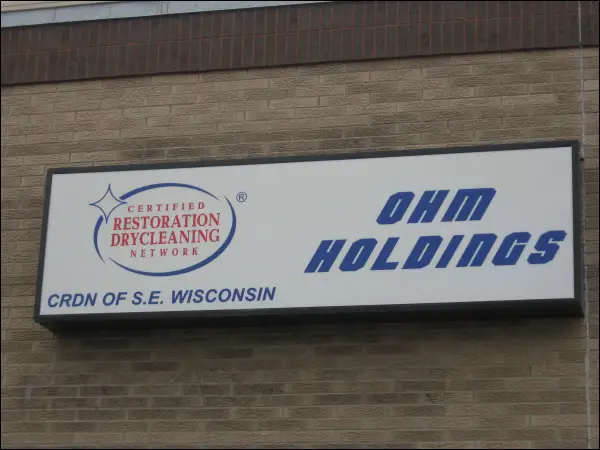 CERTIFIED
RESTORATION
DRYCLEANING
NETWORK
®
CRDN OF S.E. WISCONSIN
OHM
HOLDINGS